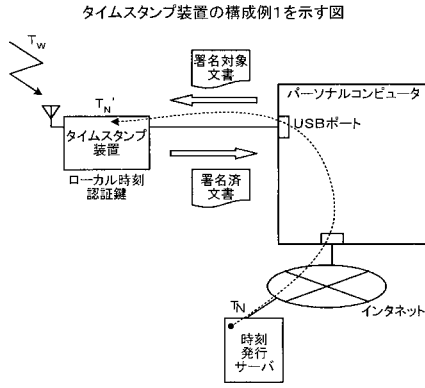 タイムスタンプ装置の構成例1を示す図
TW
署名対象
文書
パーソナルコンピュータ
TN'
USBポート
タイムスタンプ
装置
ローカル時刻
認証鍵
署名済
文書
TN
インタネット
時刻
発行
サーバ